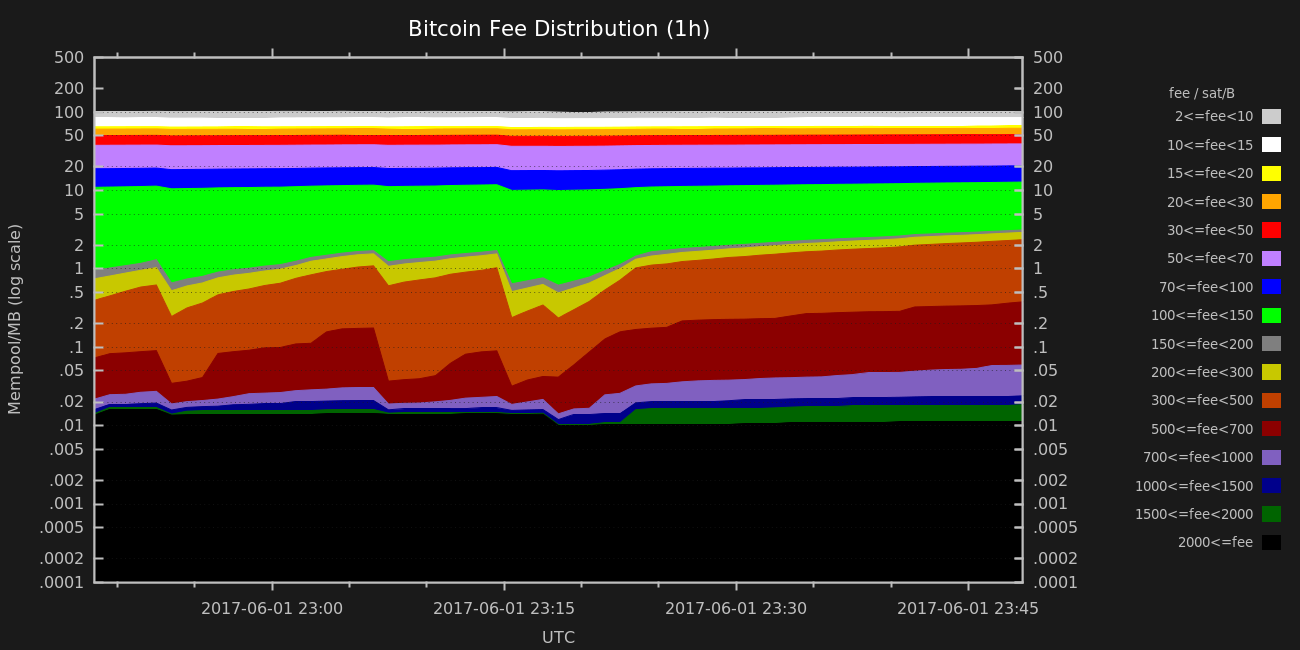 Bitcoin Fee Distribution (1h)
500
200
100
50
20
10
5
2
1
.5
.2
.1
.05
.02
.01
.005
.002
.001
.0005
.0002
.0001
Mempool/MB (log scale)
500
200
100
50
20
10
5
2
1
.5
.2
.1
.05
.02
.01
.005
.002
.001
.0005
.0002
.0001
2017-06-01 23:00 2017-06-01 23:15 2017-06-01 23:30 2017-06-01 23:45
UTC
fee / sat/B
2<=fee<10
10<=fee<15
15<=fee<20
20<=fee<30
30<=fee<50
50<=fee<70
70<=fee<100
100<=fee<150
150<=fee<200
200<=fee<300
300<=fee<500
500<=fee<700
700<=fee<1000
1000<=fee<1500
1500<=fee<2000
2000<=fee